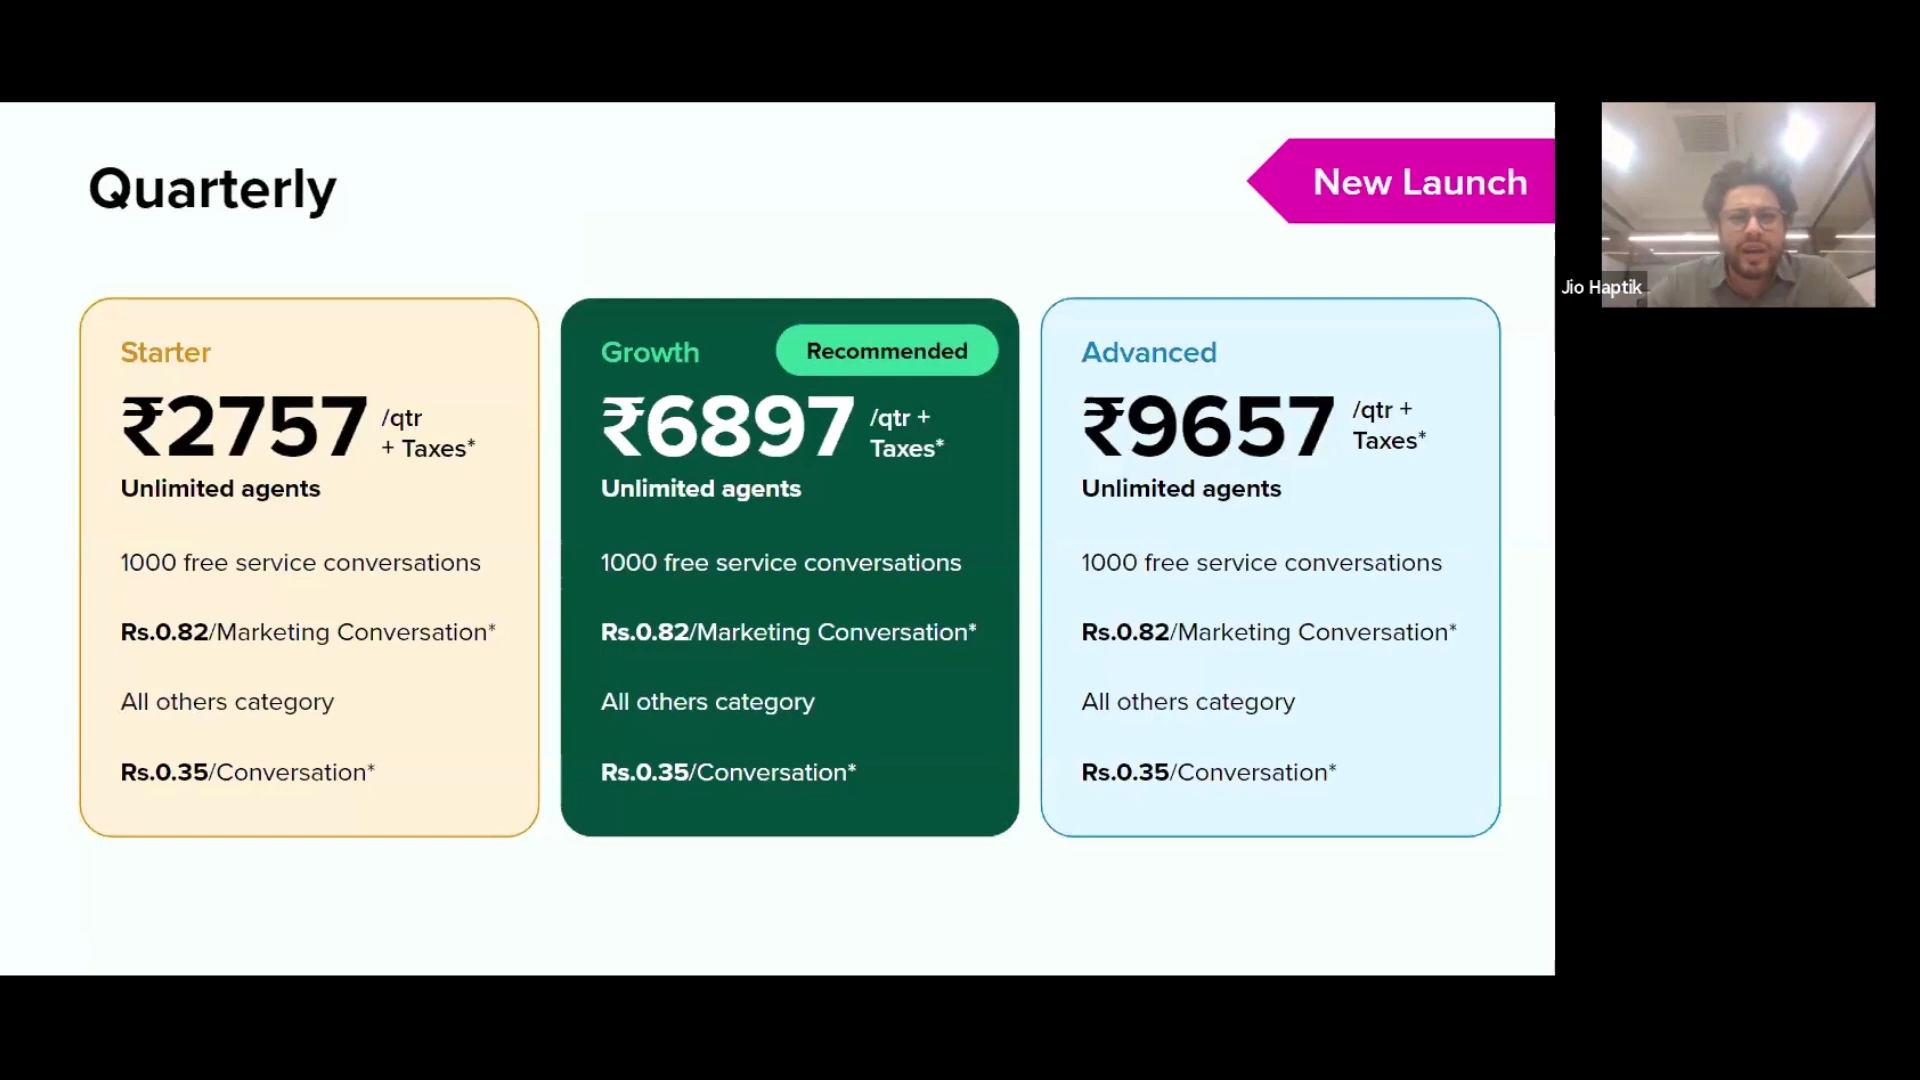 Quarterly
New Launch
Starter
₹2757 /qtr
+ Taxes*
Unlimited agents
1000 free service conversations
Rs.0.82/Marketing Conversation*
All others category
Rs.0.35/Conversation*
Growth
Recommended
₹6897 /qtr +
Taxes*
Unlimited agents
1000 free service conversations
Rs.0.82/Marketing Conversation*
All others category
Rs.0.35/Conversation*
Advanced
₹9657 /qtr +
Taxes*
Unlimited agents
1000 free service conversations
Rs.0.82/Marketing Conversation*
All others category
Rs.0.35/Conversation*
Jio Haptik